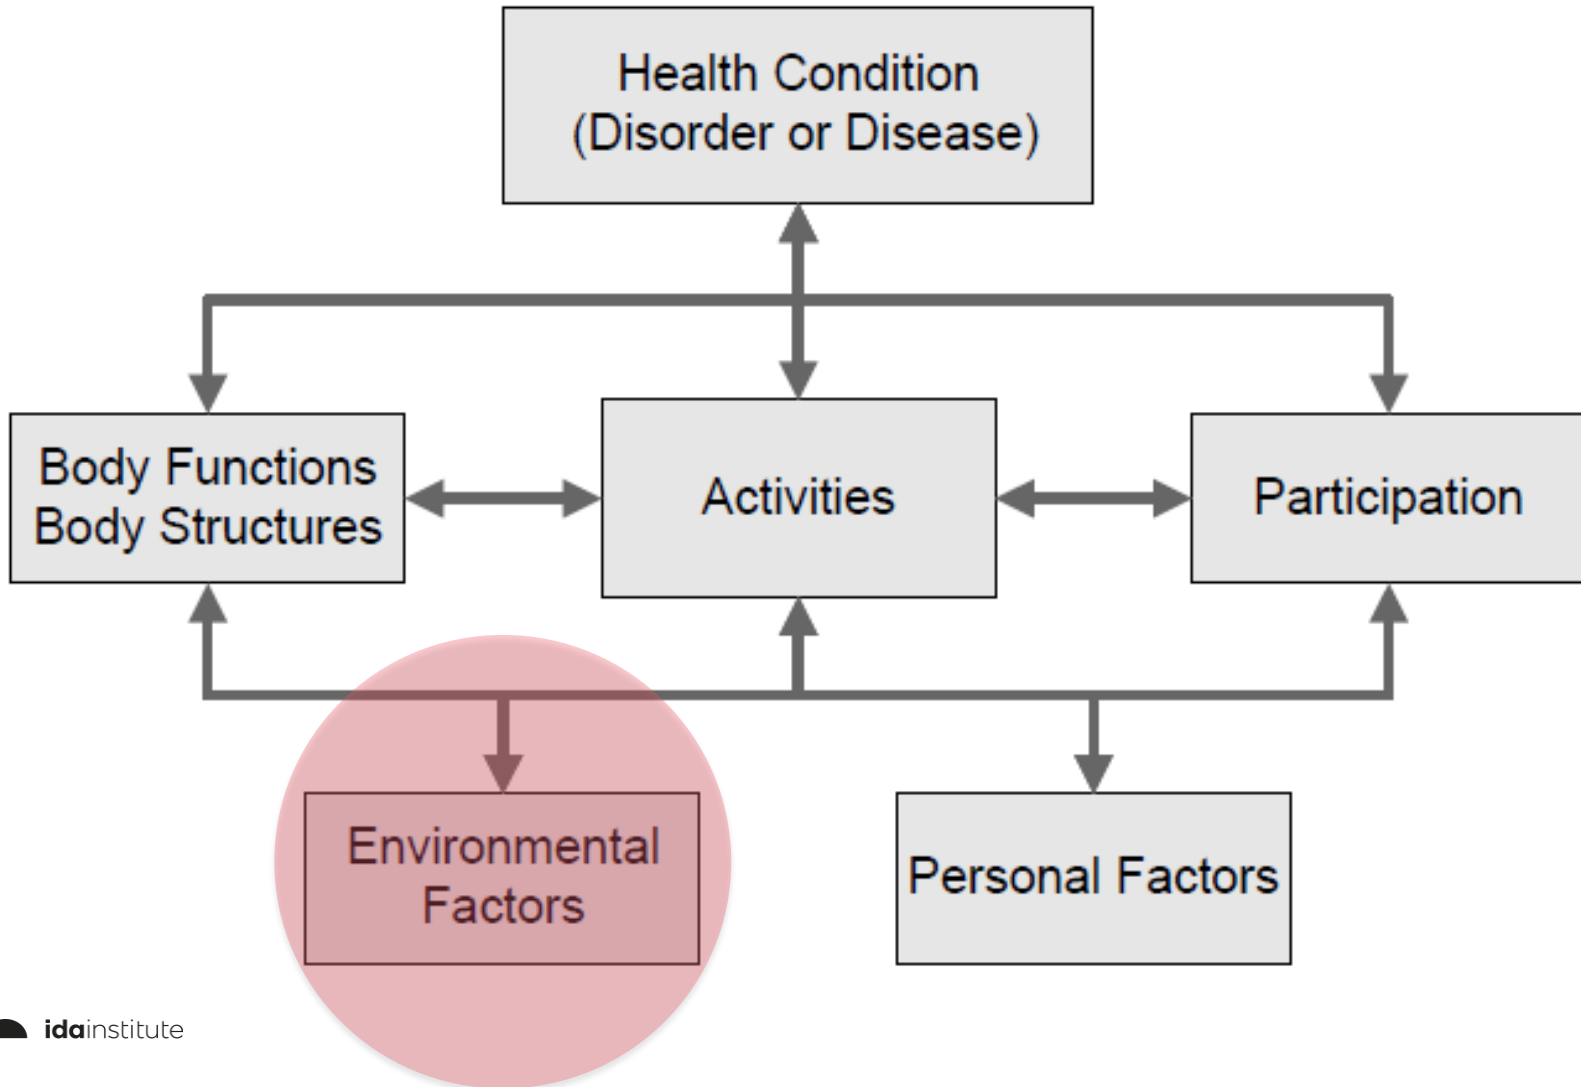 Health Condition
(Disorder or Disease)
Body Functions
Body Structures
Activities
Participation
Environmental
Factors
Personal Factors
idainstitute